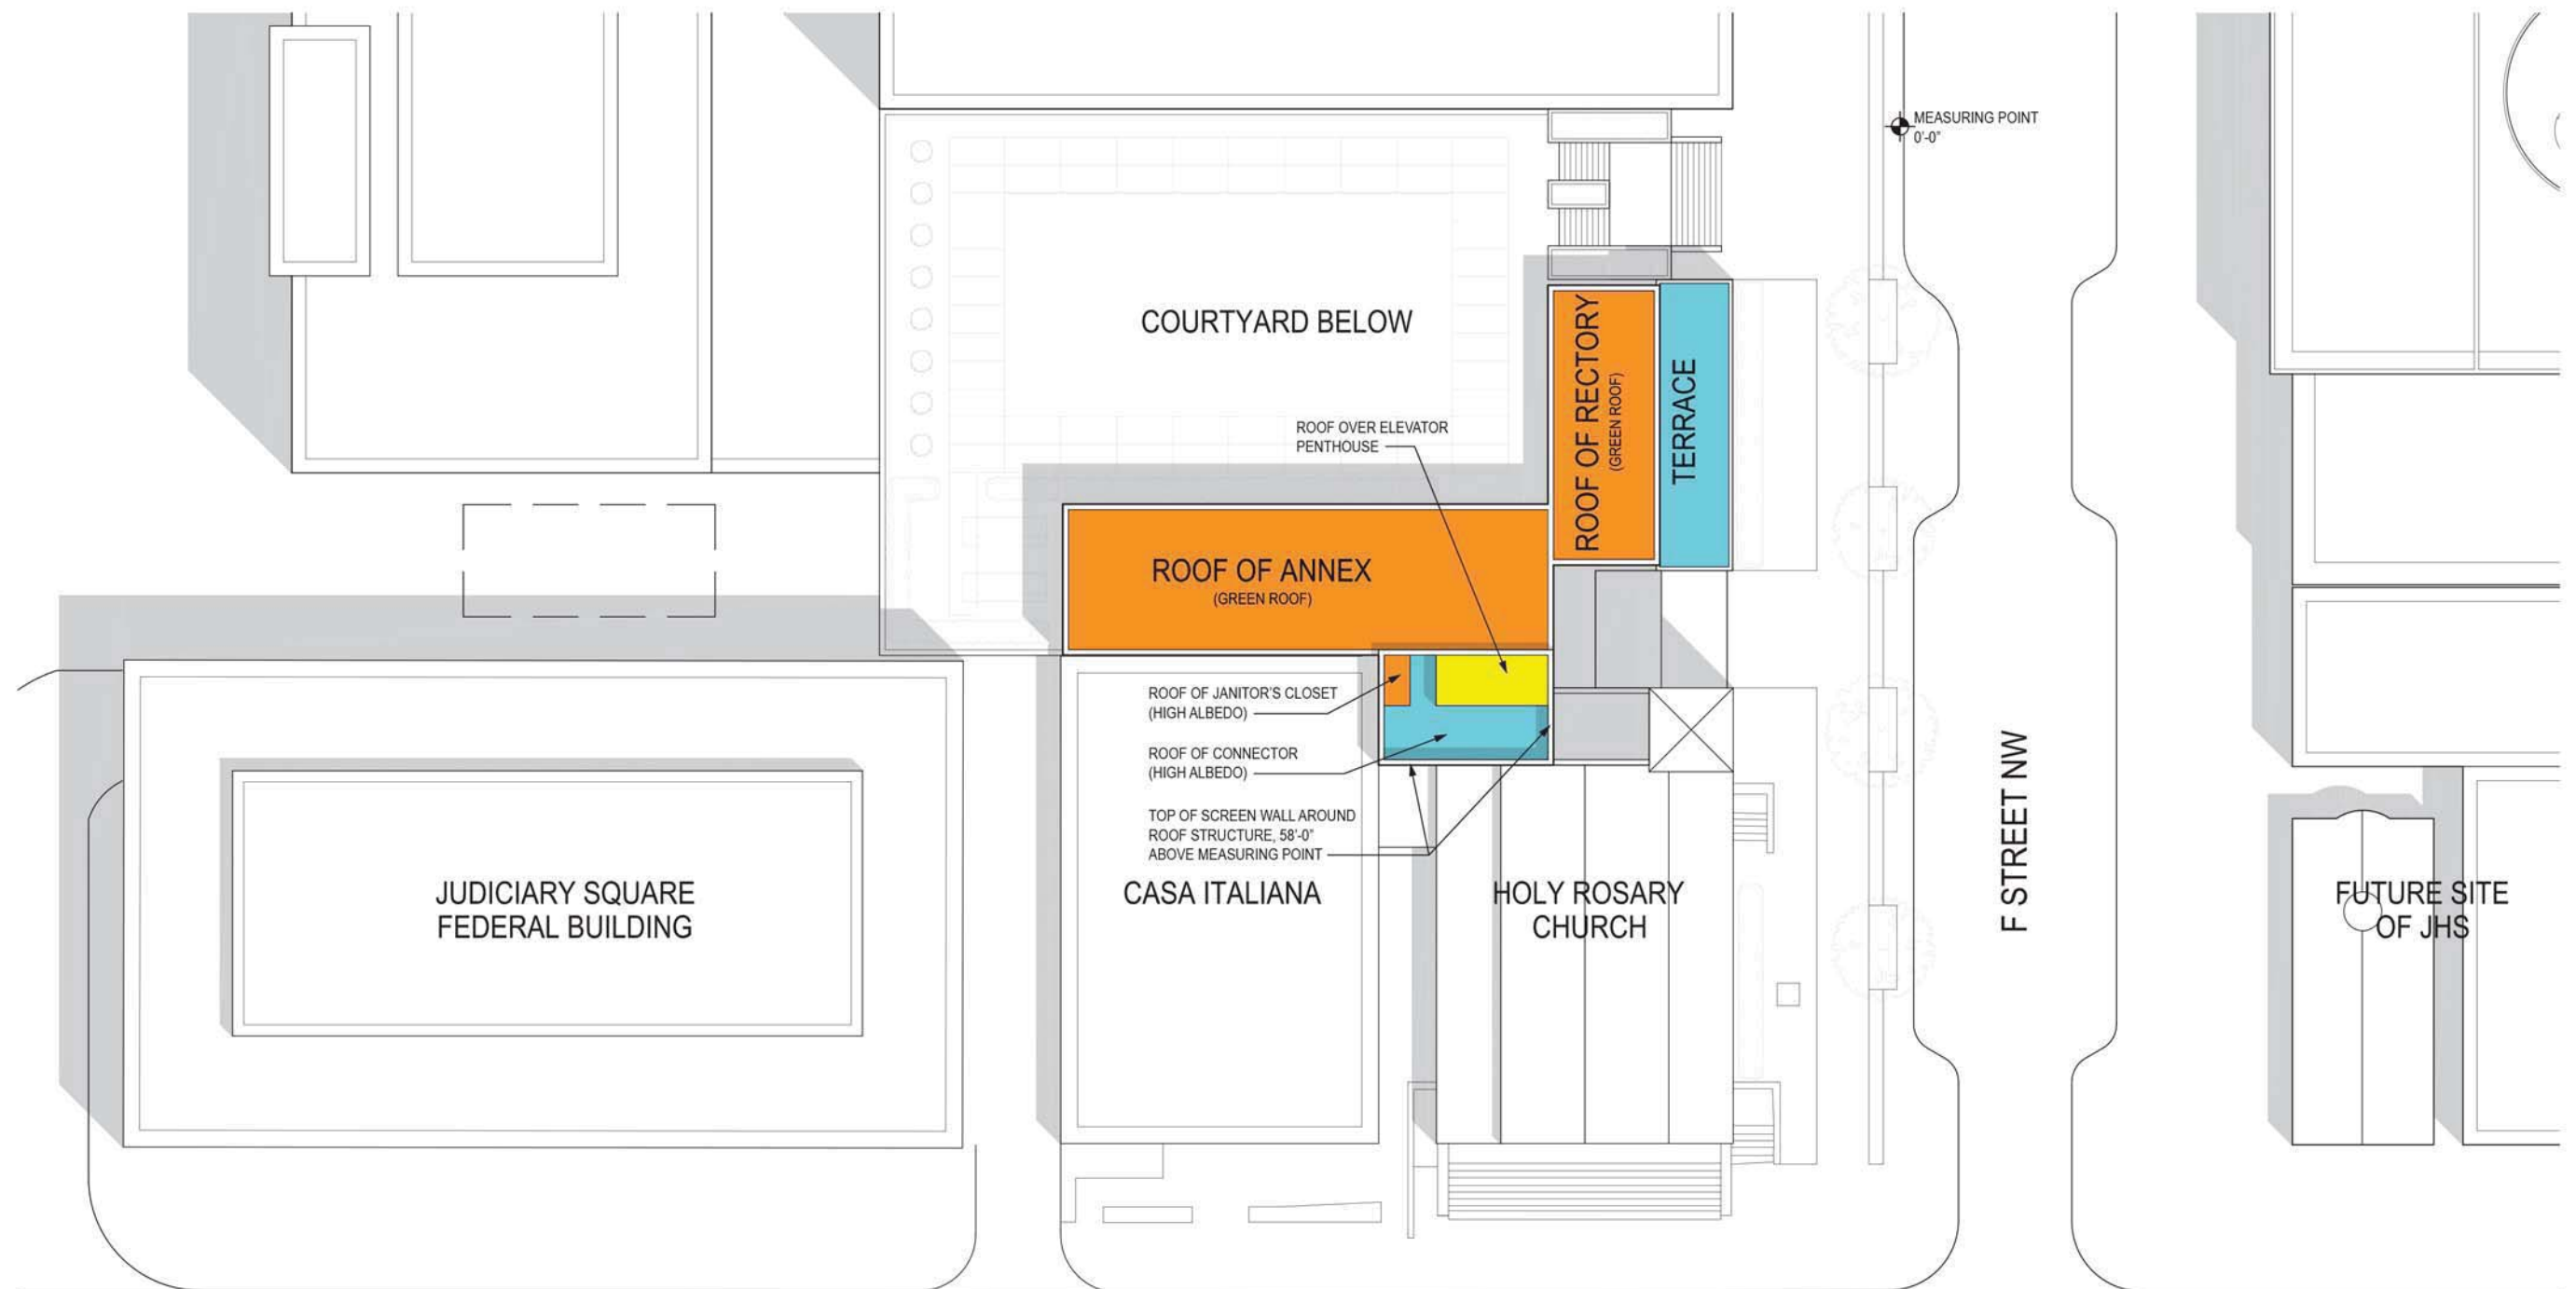 MEASURING POINT
0'-0"
COURTYARD BELOW
ROOF OF RECTORY
(GREEN ROOF)
TERRACE
ROOF OVER ELEVATOR
PENTHOUSE
ROOF OF ANNEX
(GREEN ROOF)
ROOF OF JANITOR'S CLOSET
(HIGH ALBEDO)
ROOF OF CONNECTOR
(HIGH ALBEDO)
TOP OF SCREEN WALL AROUND
ROOF STRUCTURE, 58'-0"
ABOVE MEASURING POINT
JUDICIARY SQUARE
FEDERAL BUILDING
CASA ITALIANA
HOLY ROSARY
CHURCH
F STREET NW
FUTURE SITE
OF JHS